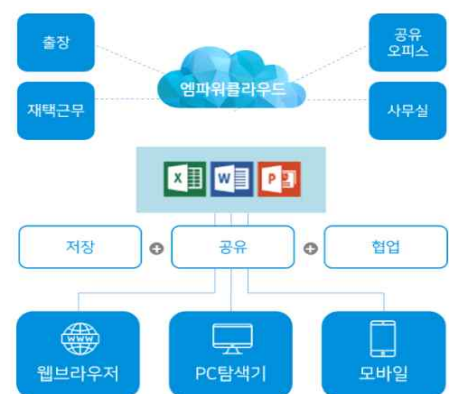 출장
공유
오피스
엠파워클라우드
재택근무
사무실
X
W
P
저장
공유
협업
WWW
웹브라우저
PC탐색기
모바일